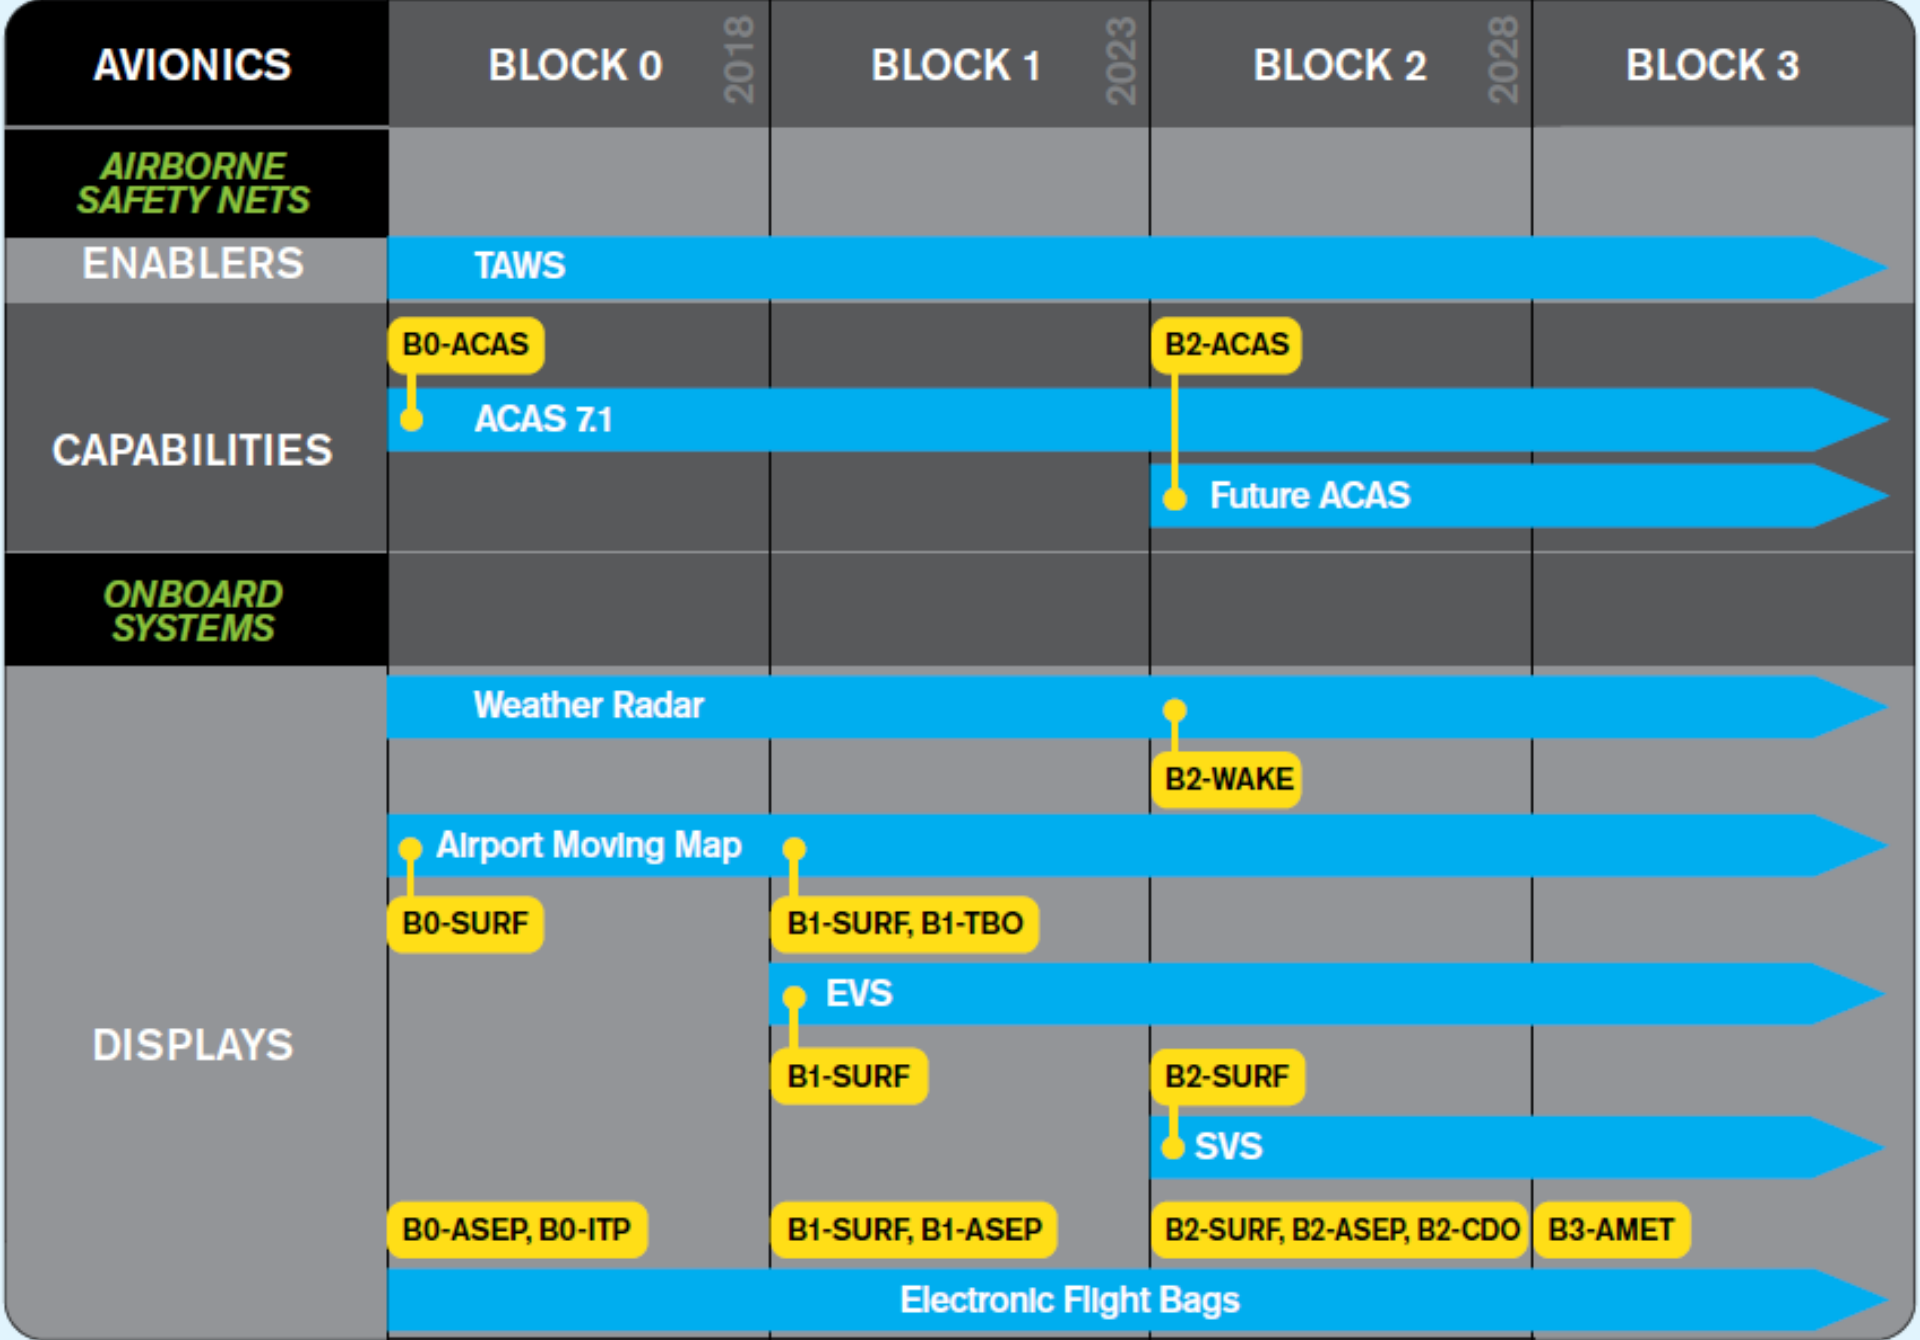 AVIONICS
BLOCK 0
2018
BLOCK 1
2023
BLOCK 2
2028
BLOCK 3
AIRBORNE
SAFETY NETS
ENABLERS
TAWS
CAPABILITIES
B0-ACAS
B2-ACAS
ACAS 7.1
Future ACAS
ONBOARD
SYSTEMS
DISPLAYS
Weather Radar
B2-WAKE
Airport Moving Map
B0-SURF
B1-SURF, B1-TBO
EVS
B1-SURF
B2-SURF
SVS
B0-ASEP, B0-ITP
B1-SURF, B1-ASEP
B2-SURF, B2-ASEP, B2-CDO
B3-AMET
Electronic Flight Bags